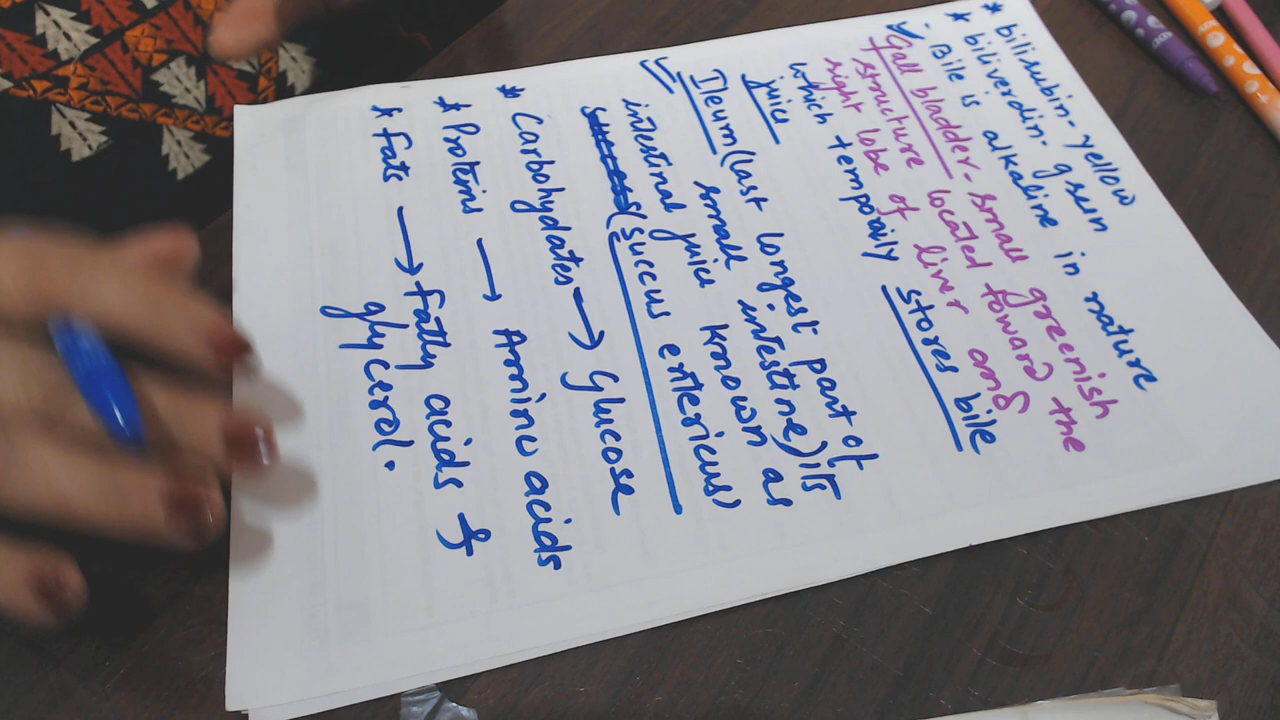 * bilirubin - yellow
* biliverdin - green
* Bile is alkaline in nature
✓ Gall bladder - small greenish
structure located toward the
right lobe of liver and
which temporily stores bile
juice
✓ Ileum (last longest part of
small intestine) its
intestinal juice known as
(succus entericus)
* Carbohydates → Glucose
* Proteins → Amino acids
* Fats → Fatty acids &
glycerol.